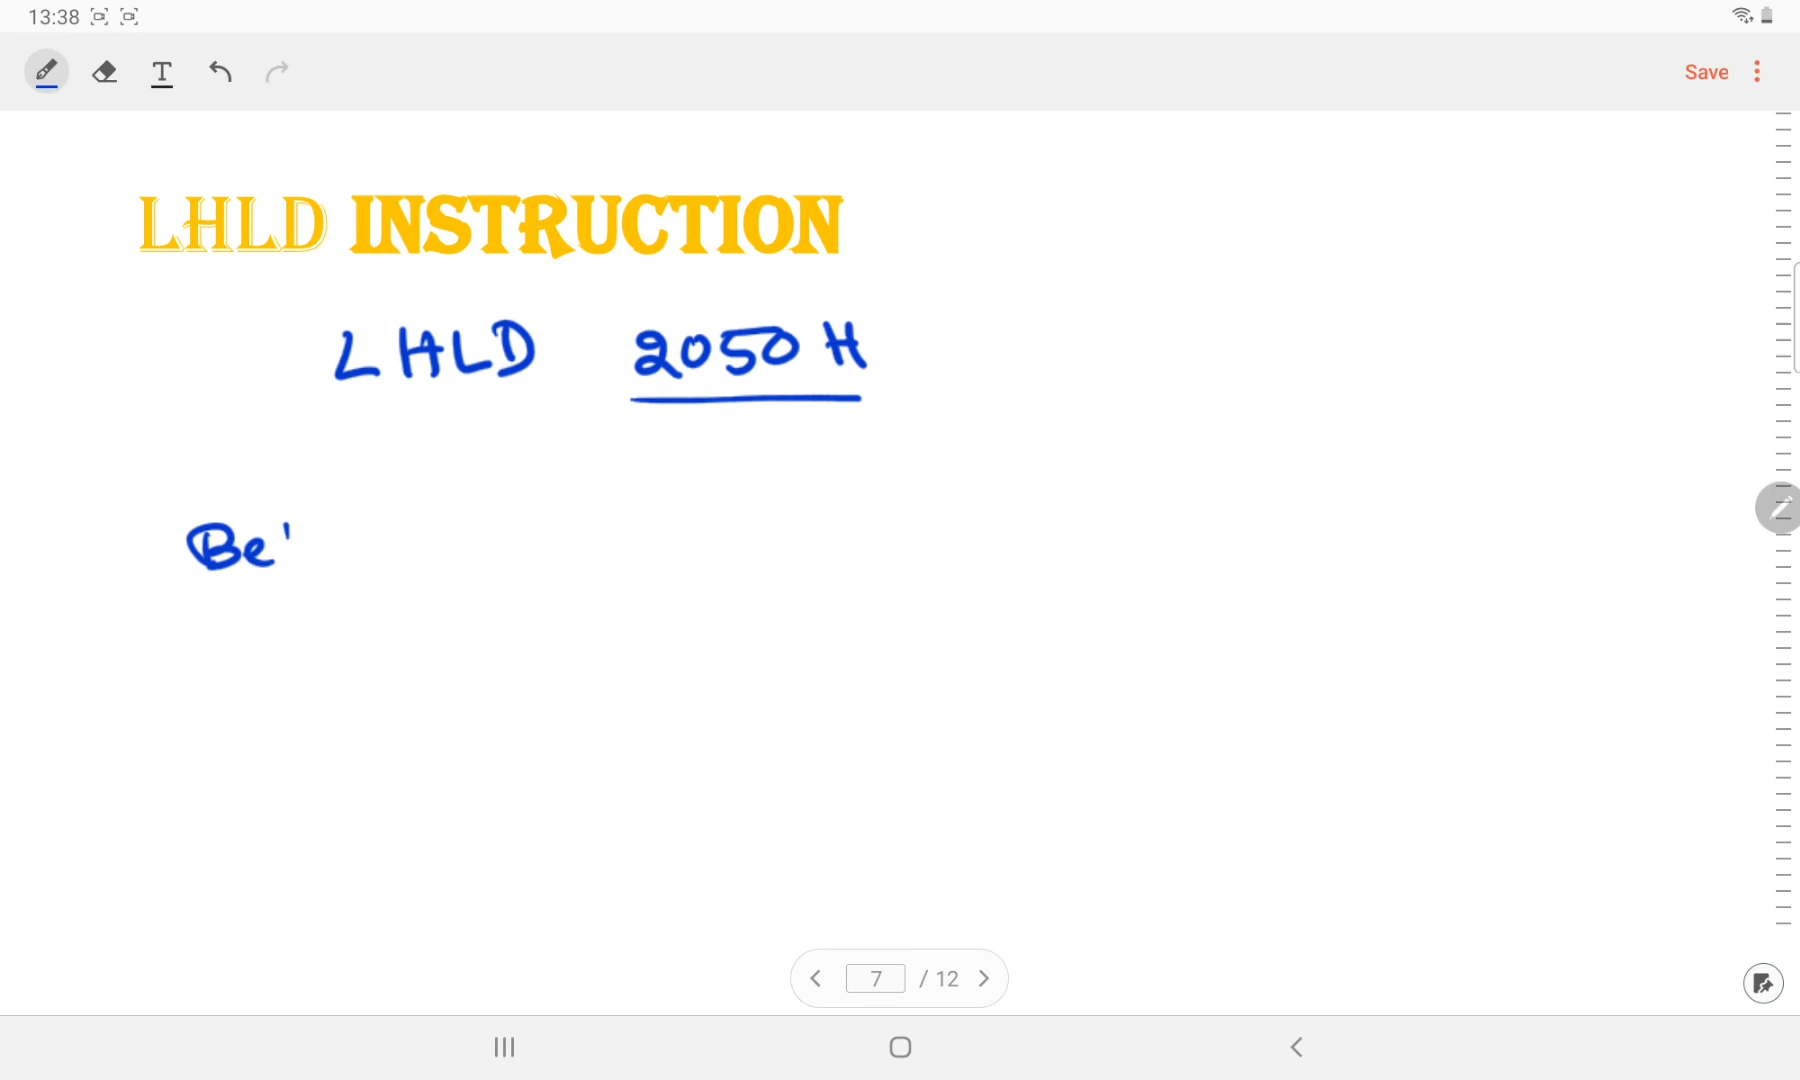 13:38
Save
LHLD INSTRUCTION
LHLD 2050 H
Be'
7 / 12